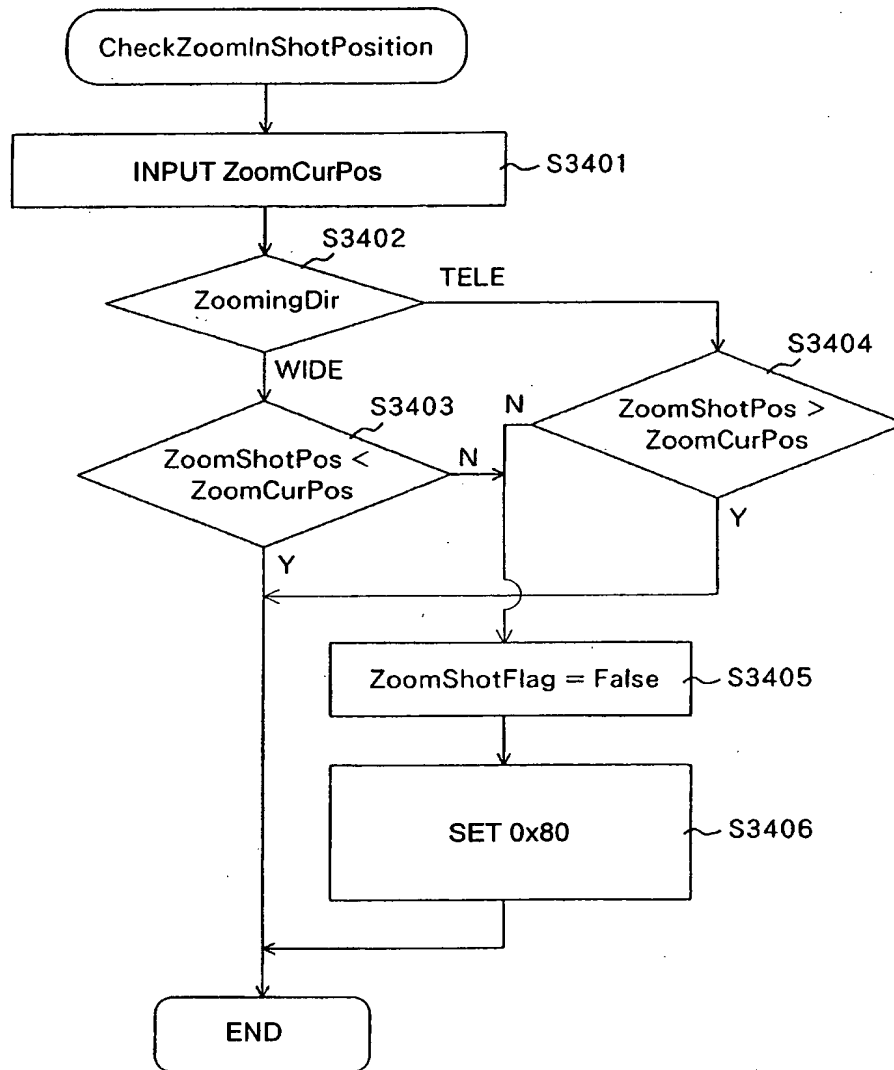 CheckZoomInShotPosition
INPUT ZoomCurPos
S3401
S3402
ZoomingDir
TELE
WIDE
S3404
S3403
N
ZoomShotPos >
ZoomCurPos
ZoomShotPos <
ZoomCurPos
N
Y
Y
ZoomShotFlag = False
S3405
SET 0x80
S3406
END